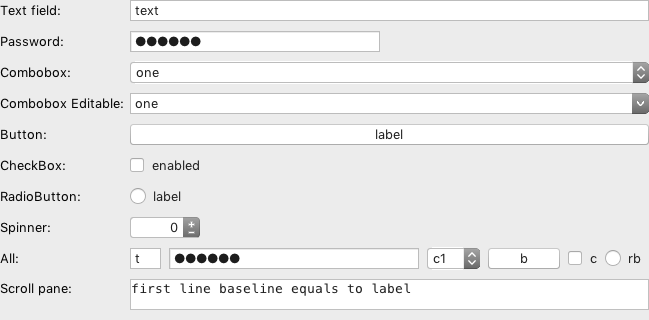 Text field: text
Password: ●●●●●●
Combobox: one
Combobox Editable: one
Button: label
CheckBox: enabled
RadioButton: label
Spinner: 0
All: t ●●●●●● c1 b c rb
Scroll pane: first line baseline equals to label